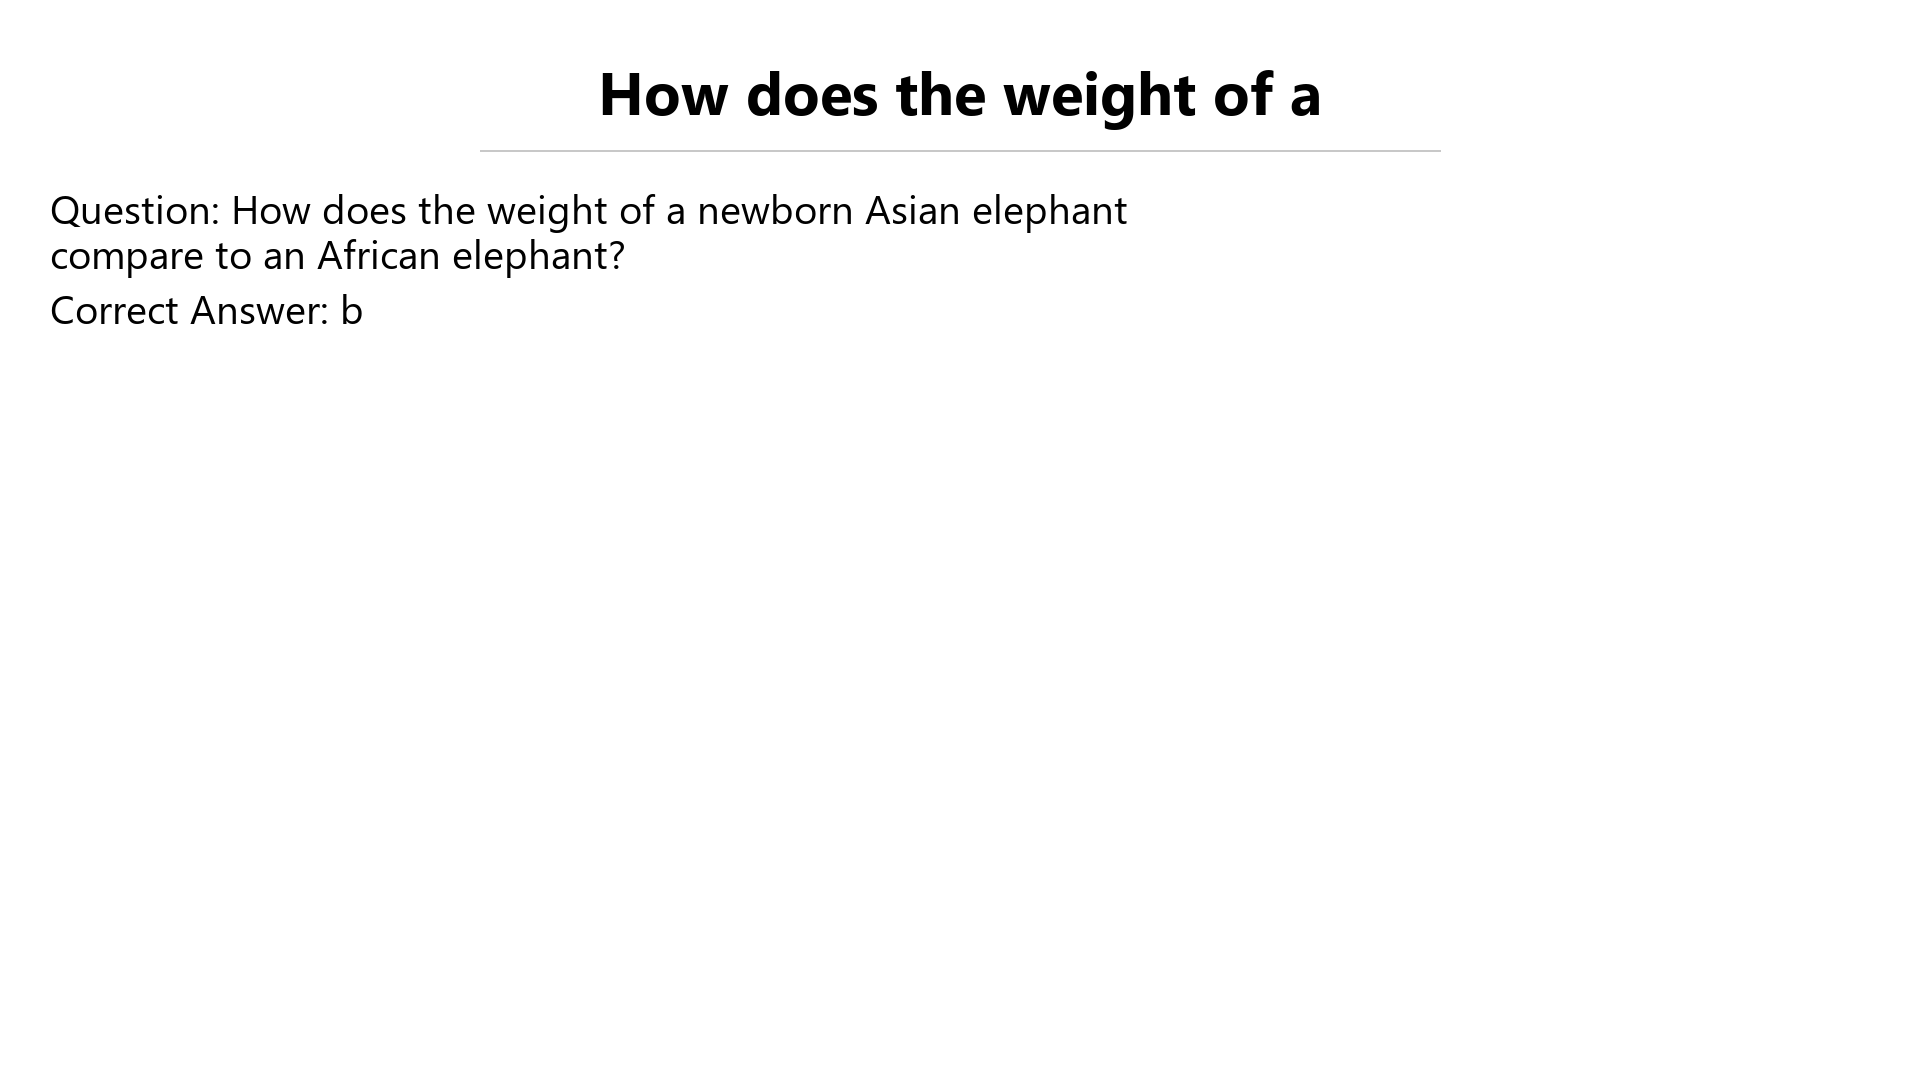 How does the weight of a
Question: How does the weight of a newborn Asian elephant
compare to an African elephant?
Correct Answer: b